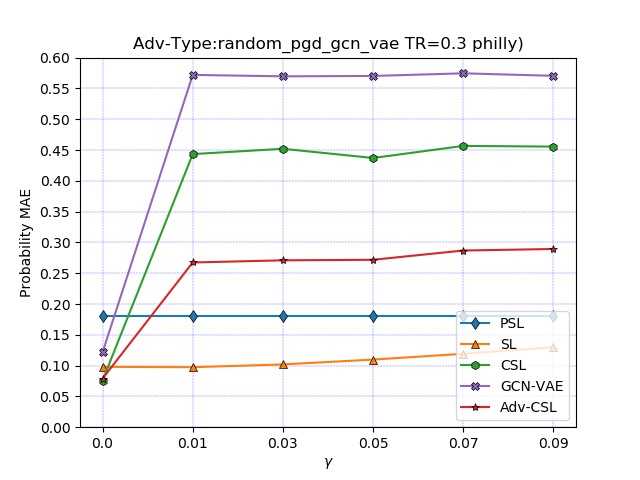 Adv-Type:random_pgd_gcn_vae TR=0.3 philly)
Probability MAE
0.60
0.55
0.50
0.45
0.40
0.35
0.30
0.25
0.20
0.15
0.10
0.05
0.00
0.0 0.01 0.03 0.05 0.07 0.09
γ
PSL
SL
CSL
GCN-VAE
Adv-CSL